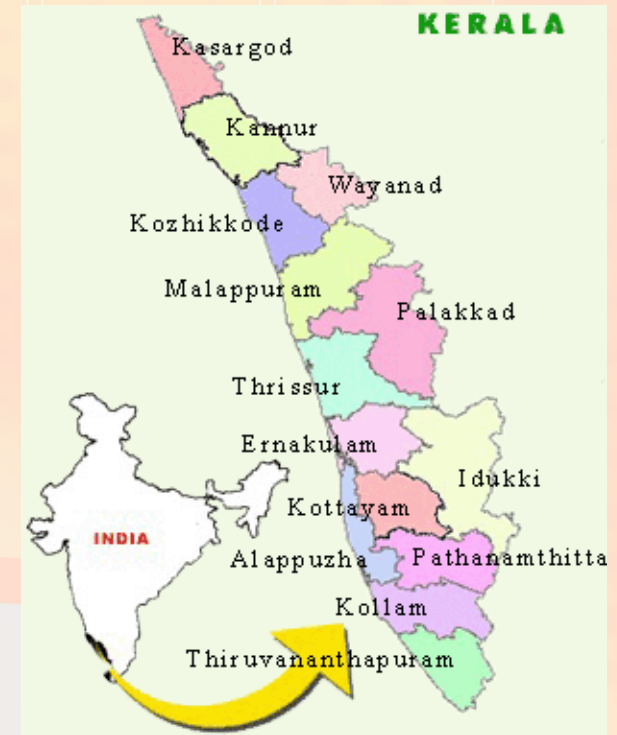 KERALA
Kasargod
Kannur
Wayanad
Kozhikkode
Malappuram
Palakkad
Thrissur
Ernakulam
Idukki
Kottayam
INDIA
Alappuzha
Pathanamthitta
Kollam
Thiruvananthapuram